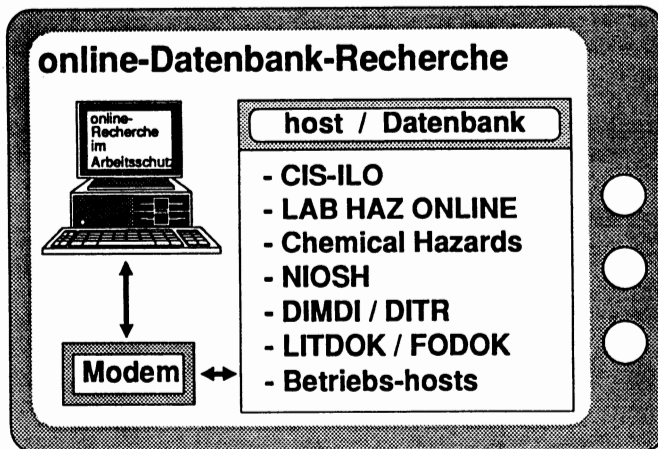 online-Datenbank-Recherche
online-
Recherche
im
Arbeitsschutz
host / Datenbank
- CIS-ILO
- LAB HAZ ONLINE
- Chemical Hazards
- NIOSH
- DIMDI / DITR
- LITDOK / FODOK
- Betriebs-hosts
Modem